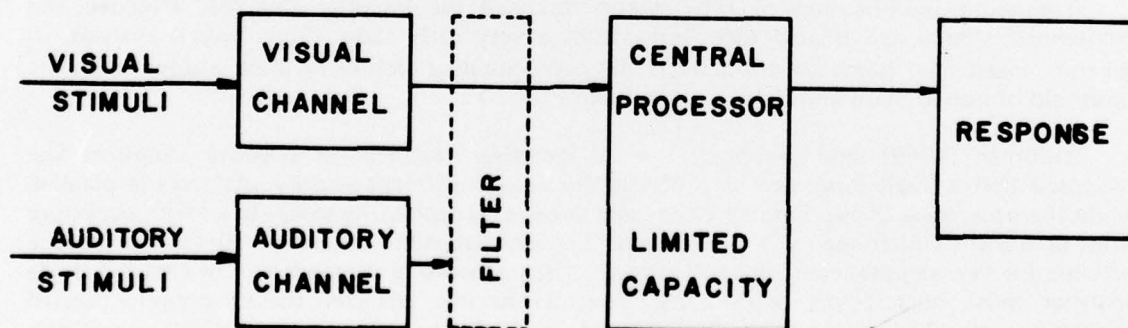 VISUAL
STIMULI
VISUAL
CHANNEL
AUDITORY
STIMULI
AUDITORY
CHANNEL
FILTER
CENTRAL
PROCESSOR
LIMITED
CAPACITY
RESPONSE